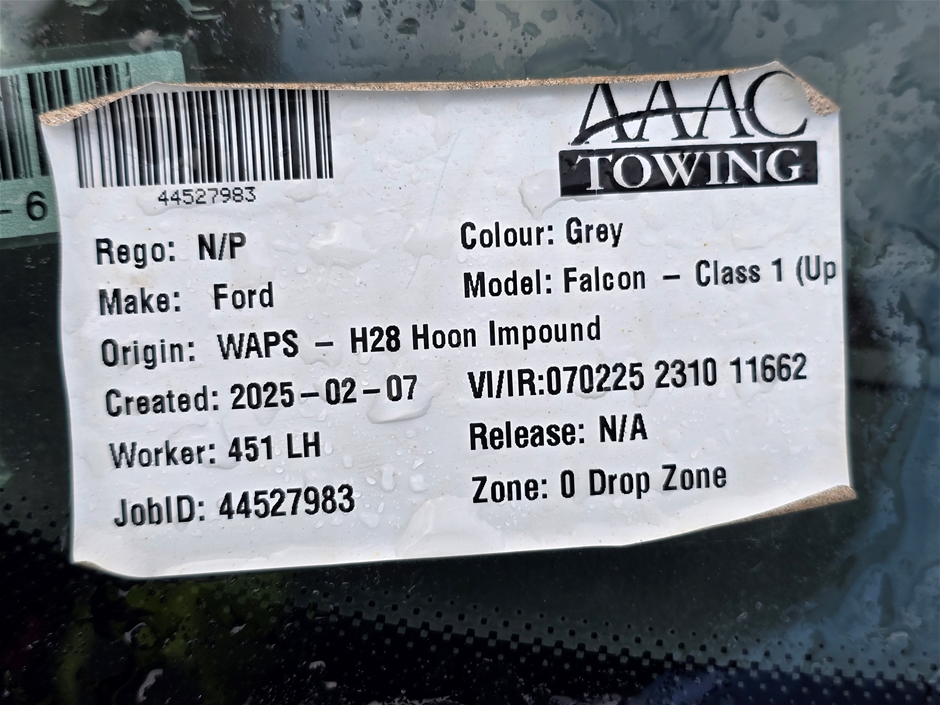 - 6
44527983
AAAC
TOWING
Rego: N/P
Colour: Grey
Make: Ford
Model: Falcon – Class 1 (Up
Origin: WAPS – H28 Hoon Impound
Created: 2025-02-07
VI/IR:070225 2310 11662
Worker: 451 LH
Release: N/A
JobID: 44527983
Zone: 0 Drop Zone